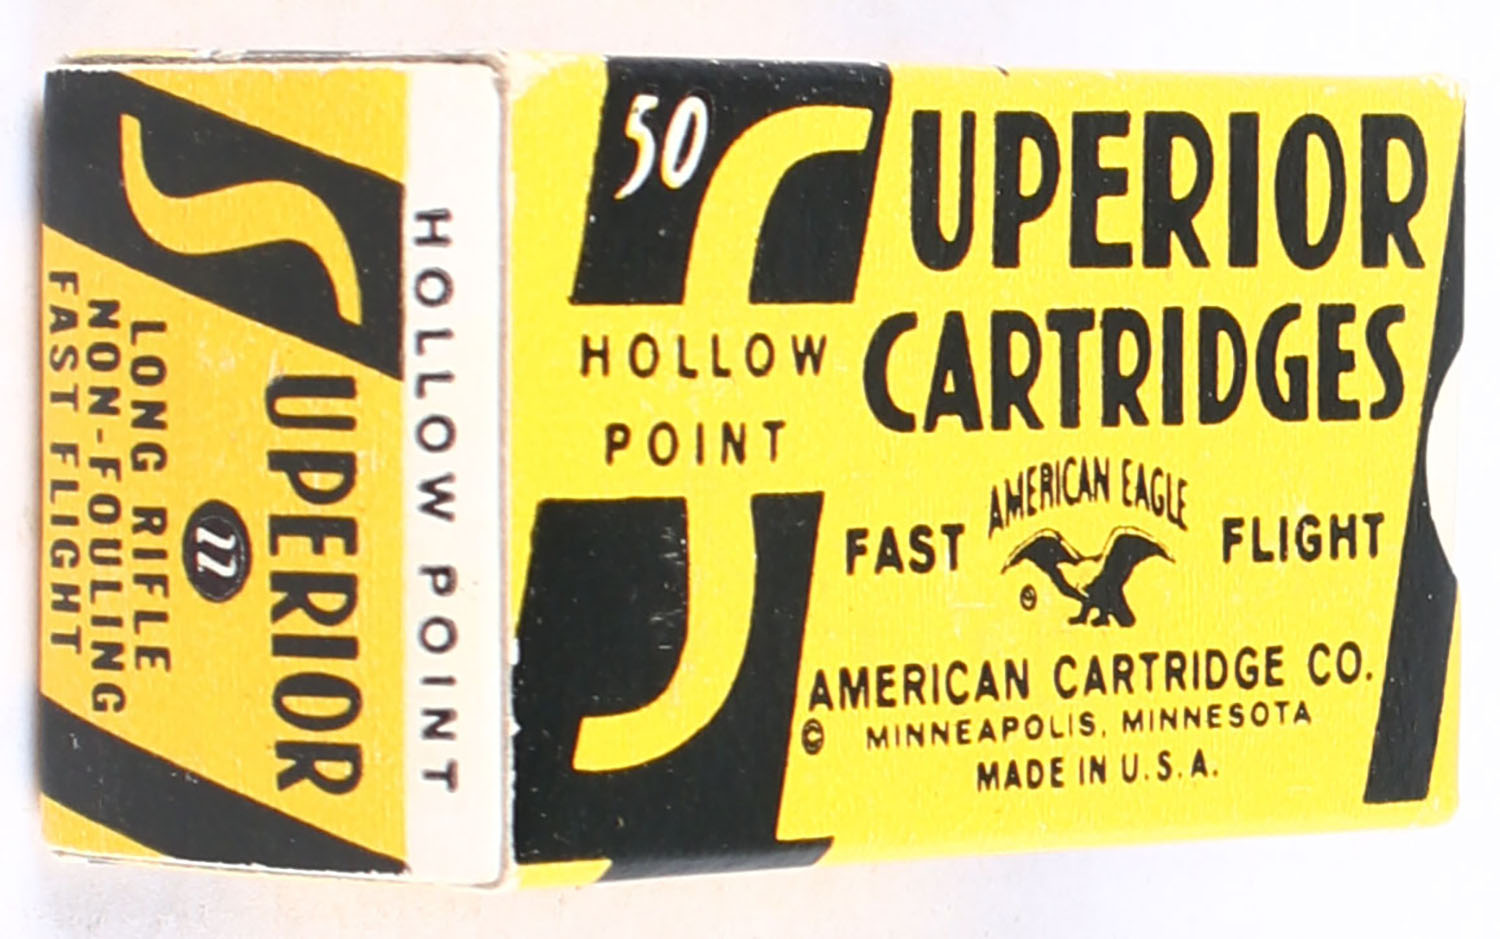 50
SUPERIOR
CARTRIDGES
HOLLOW
POINT
AMERICAN EAGLE
FAST FLIGHT
AMERICAN CARTRIDGE CO.
© MINNEAPOLIS, MINNESOTA
MADE IN U.S.A.
HOLLOW POINT
SUPERIOR
22
LONG RIFLE
NON-FOULING
FAST FLIGHT